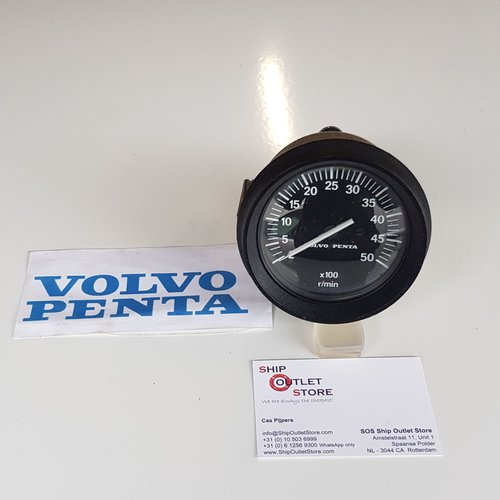 VOLVO
PENTA
5
10
15
20
25
30
35
40
45
50
VOLVO PENTA
x100
r/min
SHIP
OUTLET
STORE
We are always the cheapest!
Cas Pijpers
info@ShipOutletStore.com
+31 (0) 10 503 6999
+31 (0) 6 1256 9300 WhatsApp only
www.ShipOutletStore.com
SOS Ship Outlet Store
Amstelstraat 11, Unit 1
Spaanse Polder
NL - 3044 CA Rotterdam